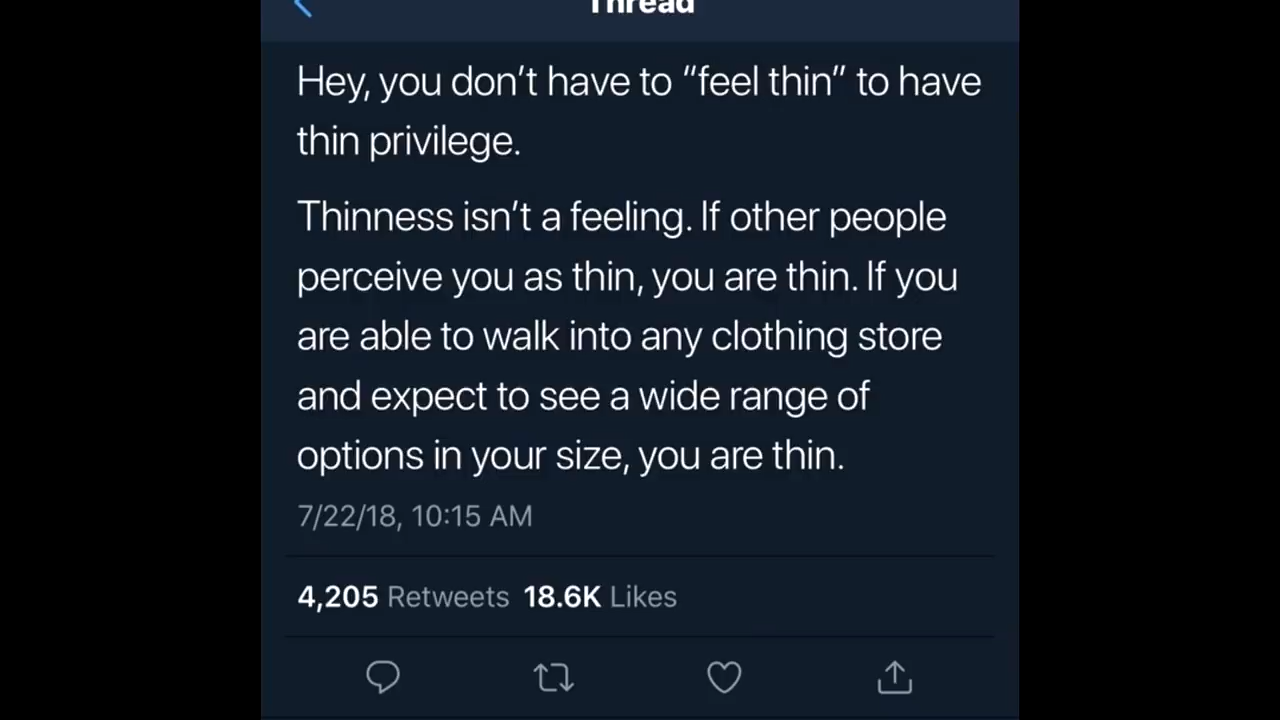 Thread
Hey, you don’t have to “feel thin” to have
thin privilege.
Thinness isn’t a feeling. If other people
perceive you as thin, you are thin. If you
are able to walk into any clothing store
and expect to see a wide range of
options in your size, you are thin.
7/22/18, 10:15 AM
4,205 Retweets 18.6K Likes